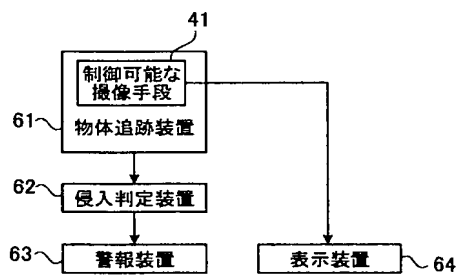 41
制御可能な
撮像手段
61
物体追跡装置
62
侵入判定装置
63
警報装置
表示装置
64